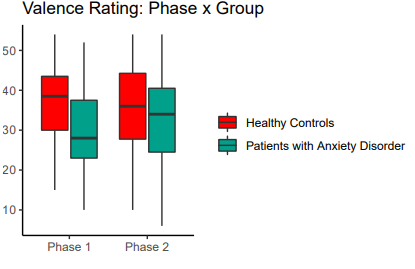 Valence Rating: Phase x Group
50
40
30
20
10
Phase 1 Phase 2
Healthy Controls
Patients with Anxiety Disorder